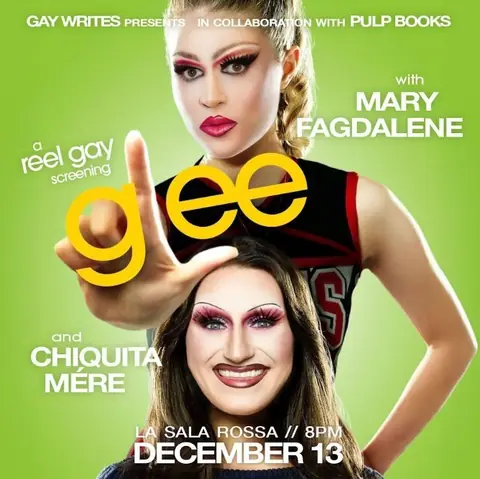 GAY WRITES PRESENTS IN COLLABORATION WITH PULP BOOKS
with
MARY
FAGDALENE
a
reel gay
screening
glee
and
CHIQUITA
MÉRE
LA SALA ROSSA // 8PM
DECEMBER 13